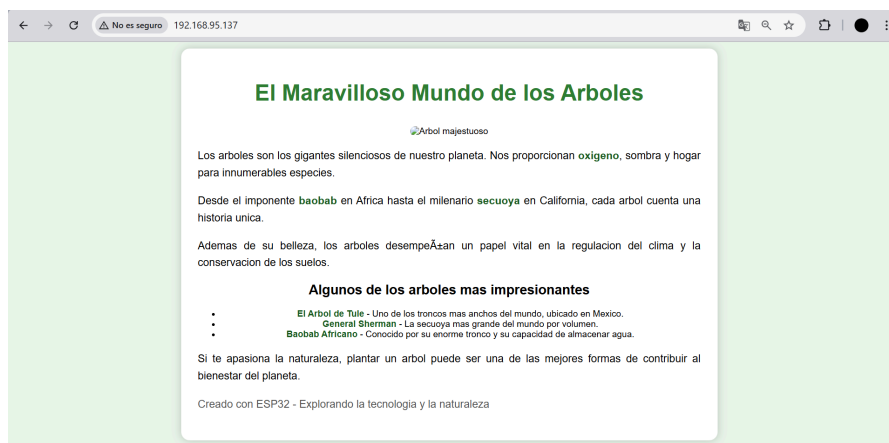 No es seguro 192.168.95.137
El Maravilloso Mundo de los Arboles
Arbol majestuoso
Los arboles son los gigantes silenciosos de nuestro planeta. Nos proporcionan oxigeno, sombra y hogar
para innumerables especies.
Desde el imponente baobab en Africa hasta el milenario secuoya en California, cada arbol cuenta una
historia unica.
Ademas de su belleza, los arboles desempeÃ±an un papel vital en la regulacion del clima y la
conservacion de los suelos.
Algunos de los arboles mas impresionantes
• El Arbol de Tule - Uno de los troncos mas anchos del mundo, ubicado en Mexico.
• General Sherman - La secuoya mas grande del mundo por volumen.
• Baobab Africano - Conocido por su enorme tronco y su capacidad de almacenar agua.
Si te apasiona la naturaleza, plantar un arbol puede ser una de las mejores formas de contribuir al
bienestar del planeta.
Creado con ESP32 - Explorando la tecnologia y la naturaleza